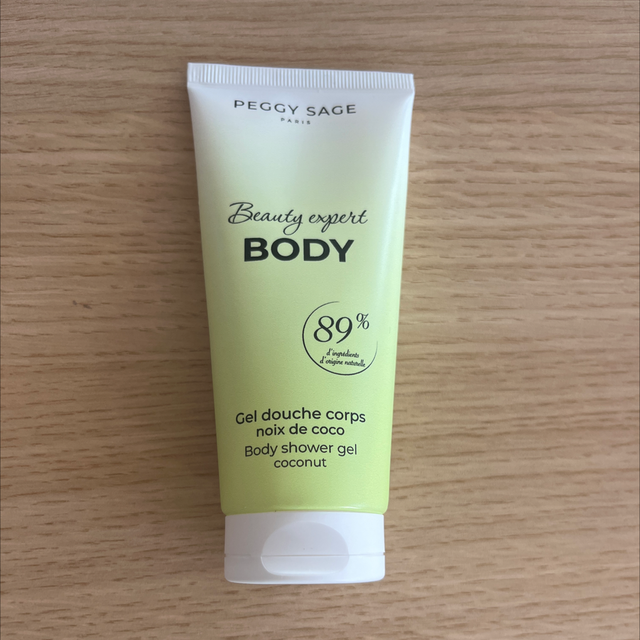 PEGGY SAGE
PARIS
Beauty expert
BODY
89%
d'ingrédients
d'origine naturelle
Gel douche corps
noix de coco
Body shower gel
coconut